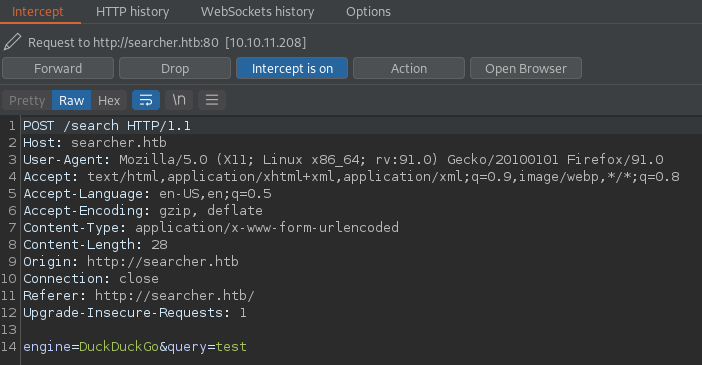 Intercept HTTP history WebSockets history Options
Request to http://searcher.htb:80 [10.10.11.208]
Forward Drop Intercept is on Action Open Browser
Pretty Raw Hex \n
1 POST /search HTTP/1.1
2 Host: searcher.htb
3 User-Agent: Mozilla/5.0 (X11; Linux x86_64; rv:91.0) Gecko/20100101 Firefox/91.0
4 Accept: text/html,application/xhtml+xml,application/xml;q=0.9,image/webp,*/*;q=0.8
5 Accept-Language: en-US,en;q=0.5
6 Accept-Encoding: gzip, deflate
7 Content-Type: application/x-www-form-urlencoded
8 Content-Length: 28
9 Origin: http://searcher.htb
10 Connection: close
11 Referer: http://searcher.htb/
12 Upgrade-Insecure-Requests: 1
13
14 engine=DuckDuckGo&query=test